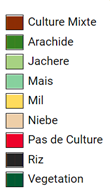 Culture Mixte
Arachide
Jachere
Mais
Mil
Niebe
Pas de Culture
Riz
Vegetation